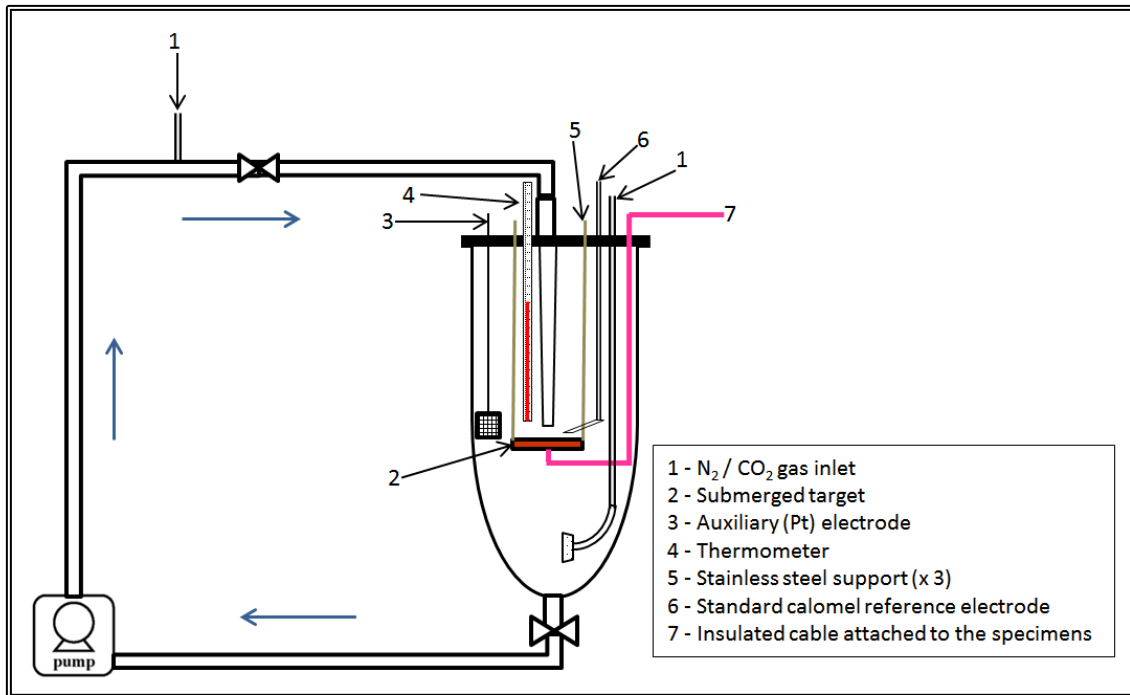 1
5
6
1
4
3
7
2
1 - N₂ / CO₂ gas inlet
2 - Submerged target
3 - Auxiliary (Pt) electrode
4 - Thermometer
5 - Stainless steel support (x 3)
6 - Standard calomel reference electrode
7 - Insulated cable attached to the specimens
pump